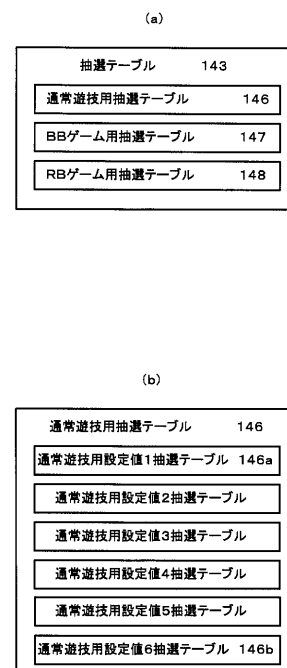 (a)
抽選テーブル 143
通常遊技用抽選テーブル 146
BBゲーム用抽選テーブル 147
RBゲーム用抽選テーブル 148
(b)
通常遊技用抽選テーブル 146
通常遊技用設定値1抽選テーブル 146a
通常遊技用設定値2抽選テーブル
通常遊技用設定値3抽選テーブル
通常遊技用設定値4抽選テーブル
通常遊技用設定値5抽選テーブル
通常遊技用設定値6抽選テーブル 146b